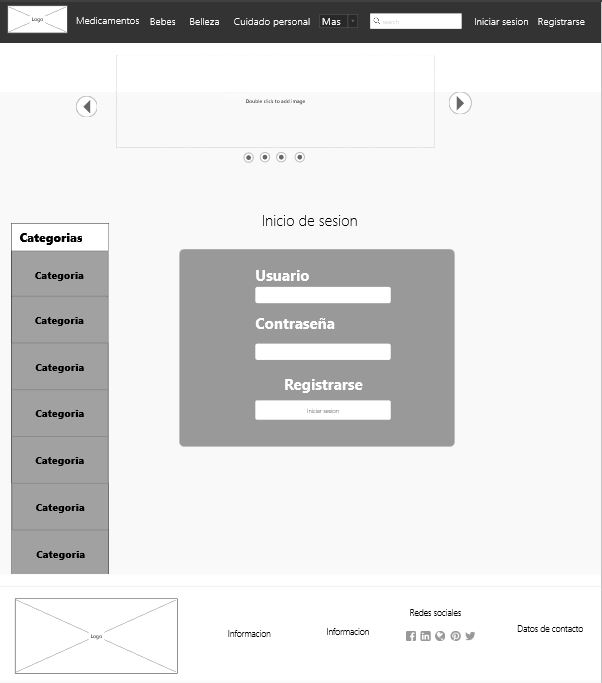 Logo
Medicamentos
Bebes
Belleza
Cuidado personal
Mas
search
Iniciar sesion
Registrarse
Double click to add image
Inicio de sesion
Categorias
Categoria
Categoria
Categoria
Categoria
Categoria
Categoria
Categoria
Usuario
Contraseña
Registrarse
Iniciar sesion
Logo
Informacion
Informacion
Redes sociales
Datos de contacto